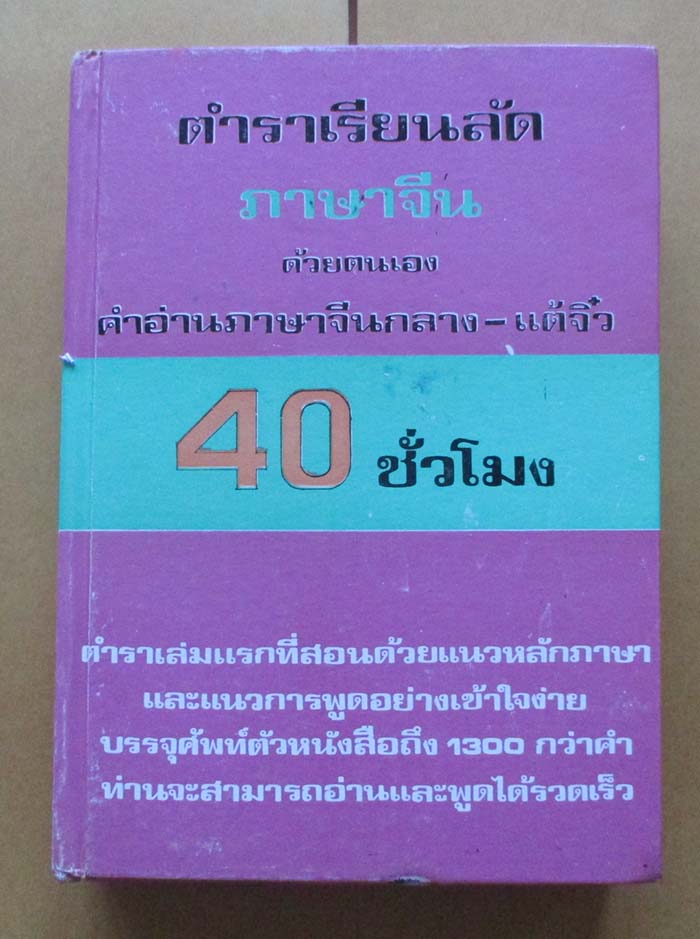 ตำราเรียนลัด
ภาษาจีน
ด้วยตนเอง
คำอ่านภาษาจีนกลาง – แต้จิ๋ว
40 ชั่วโมง
ตำราเล่มแรกที่สอนด้วยแนวหลักภาษา
และแนวการพูดอย่างเข้าใจง่าย
บรรจุศัพท์ตัวหนังสือถึง 1300 กว่าคำ
ท่านจะสามารถอ่านและพูดได้รวดเร็ว